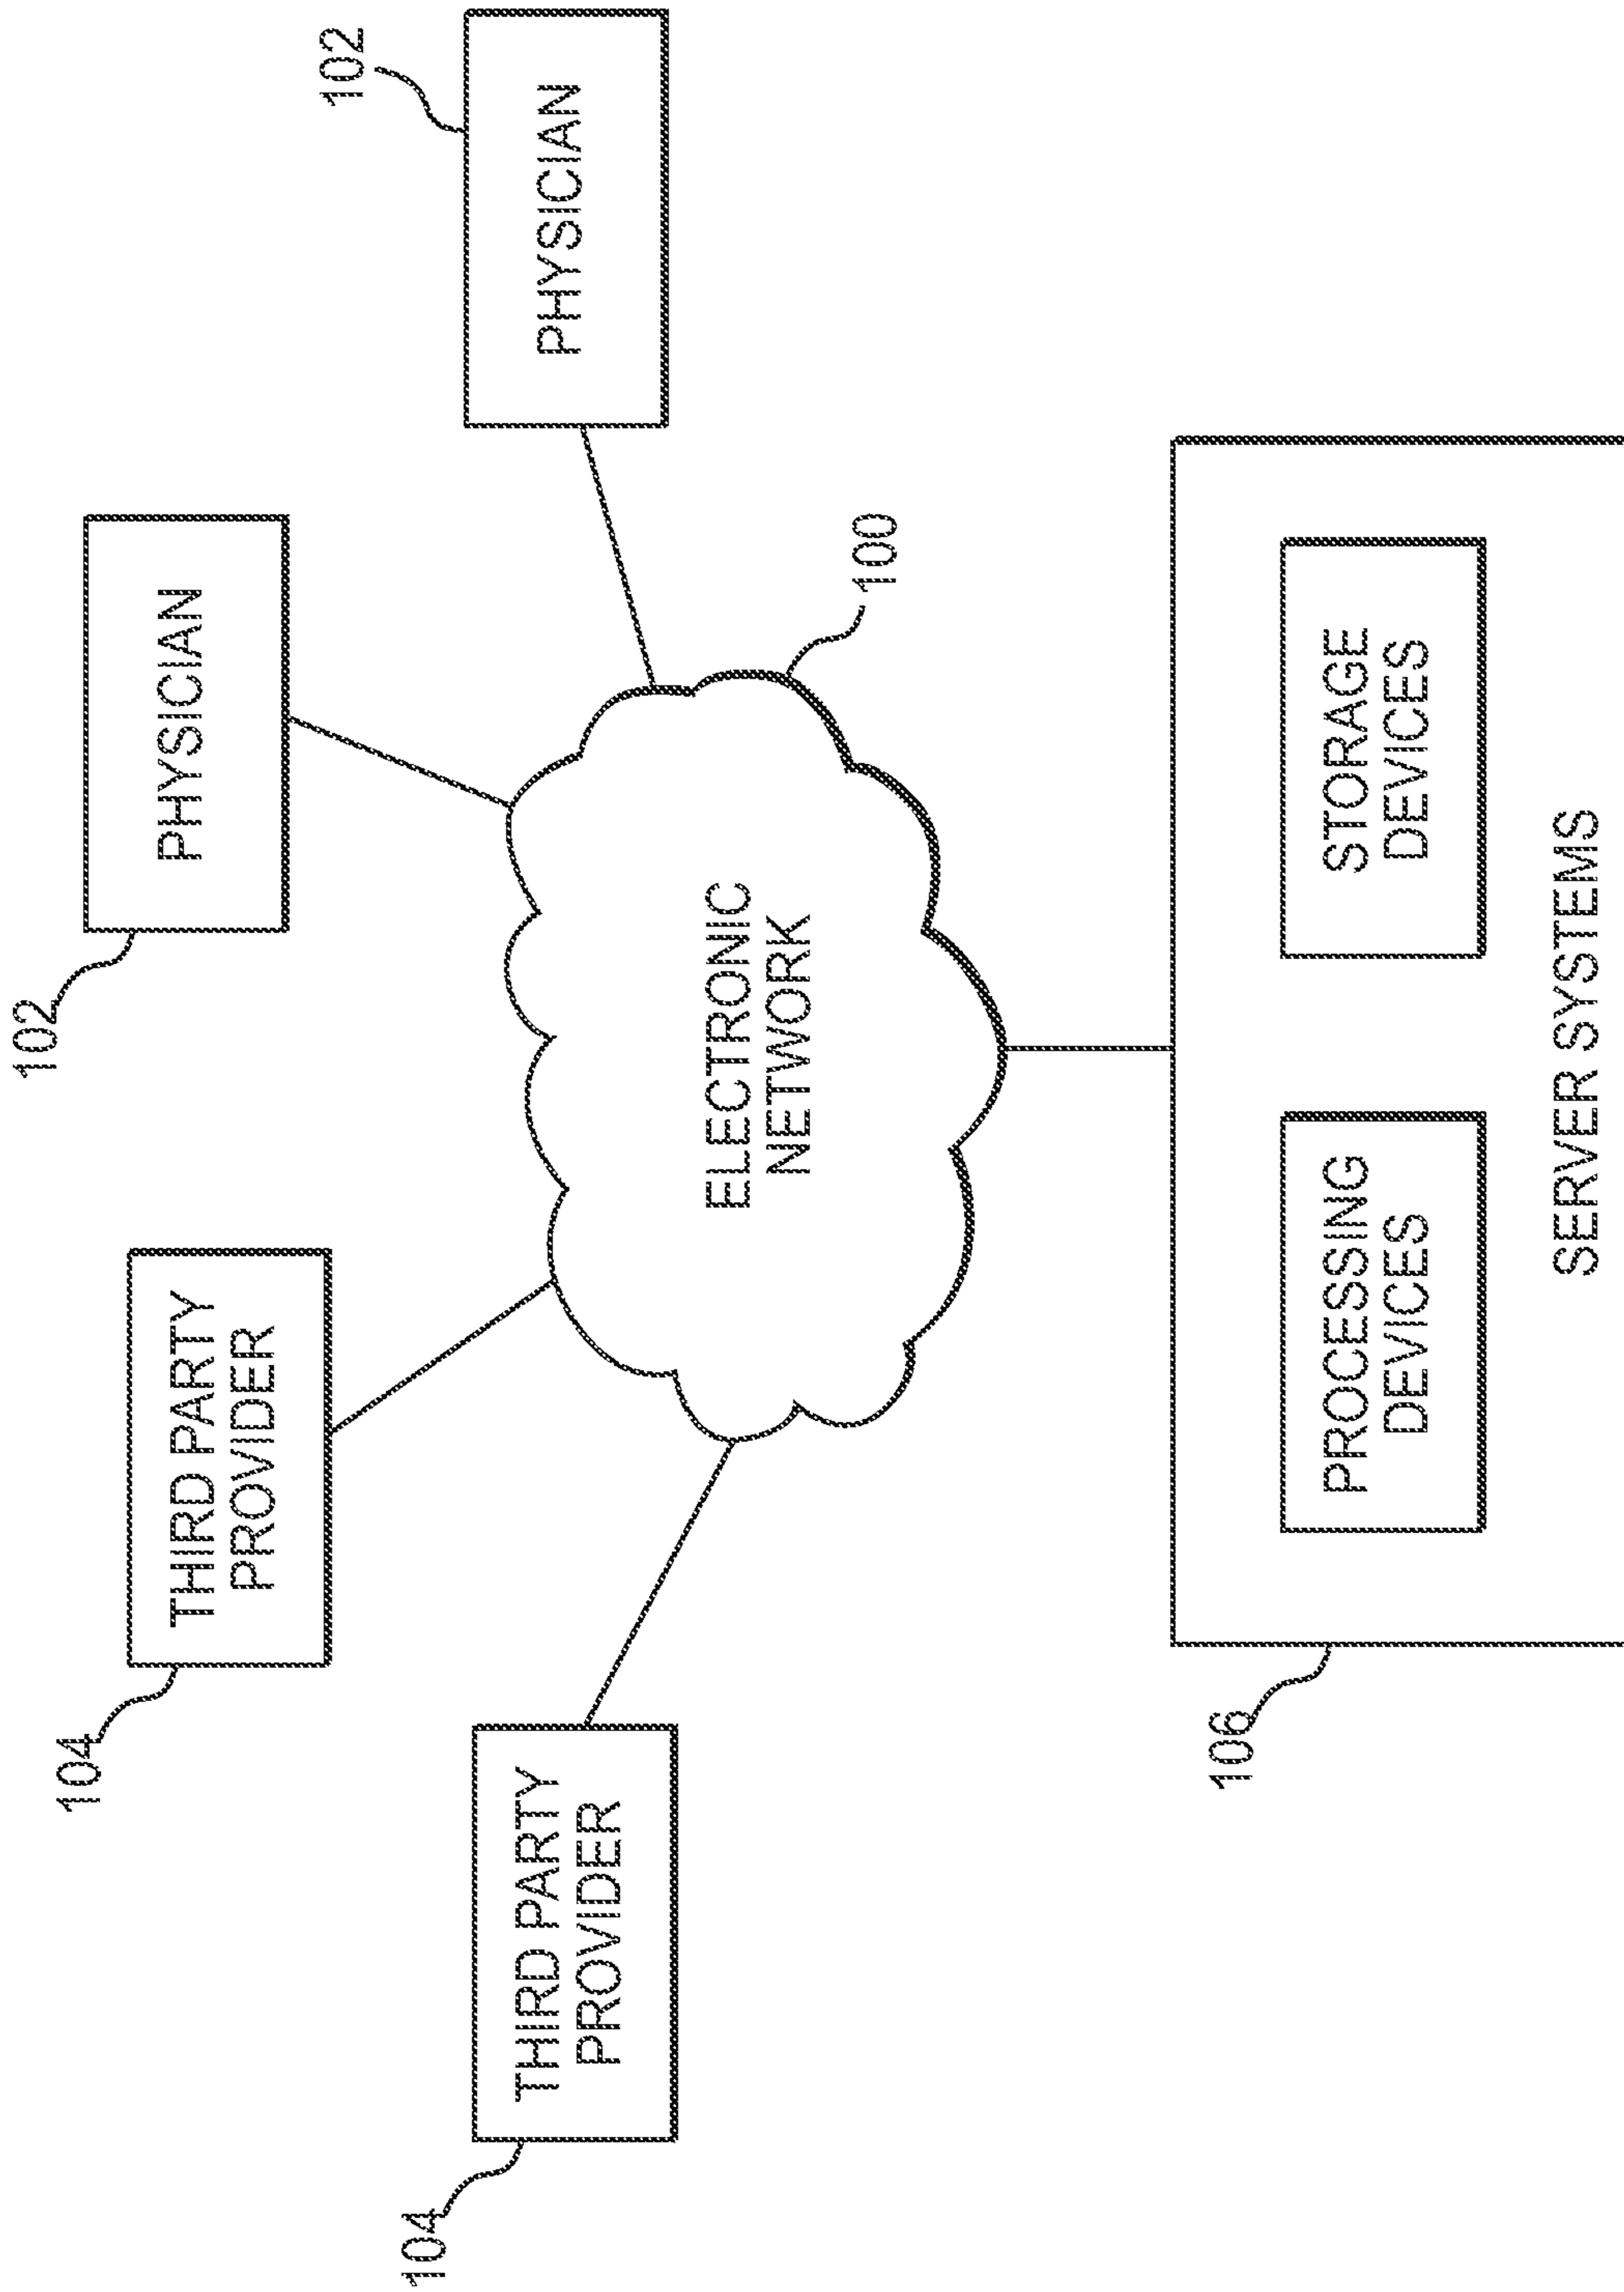 102
PHYSICIAN
102
PHYSICIAN
104
THIRD PARTY
PROVIDER
104
THIRD PARTY
PROVIDER
100
ELECTRONIC
NETWORK
106
PROCESSING
DEVICES
STORAGE
DEVICES
SERVER SYSTEMS